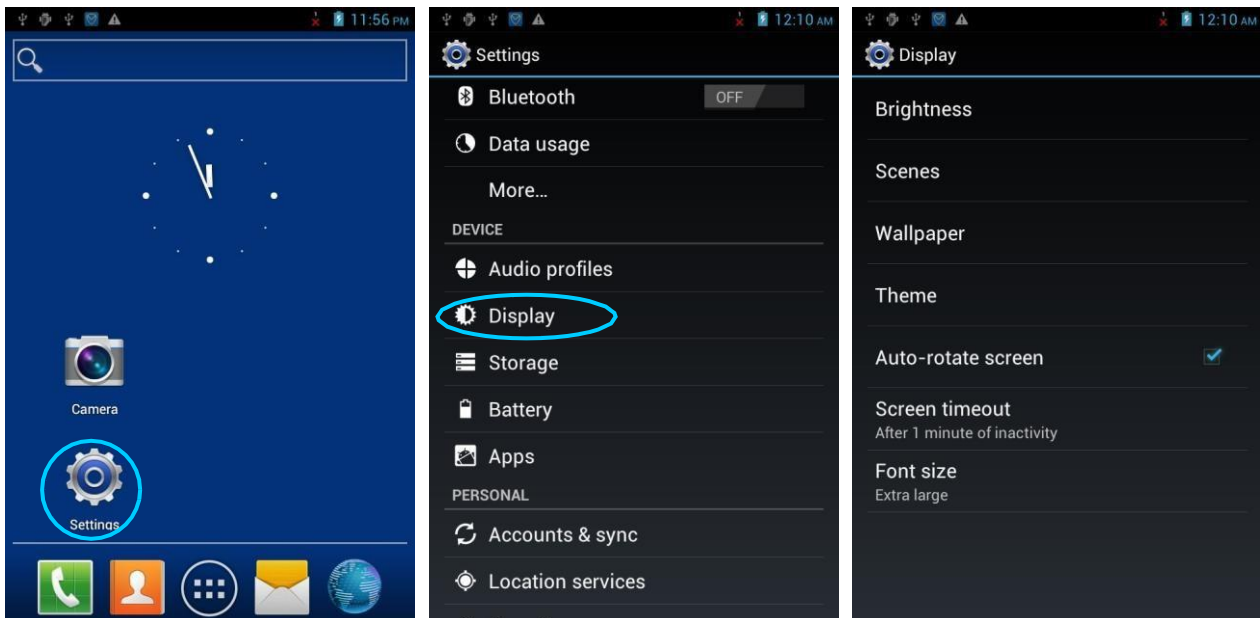 11:56 PM
Camera
Settings
12:10 AM
Settings
Bluetooth OFF
Data usage
More...
DEVICE
Audio profiles
Display
Storage
Battery
Apps
PERSONAL
Accounts & sync
Location services
12:10 AM
Display
Brightness
Scenes
Wallpaper
Theme
Auto-rotate screen
Screen timeout
After 1 minute of inactivity
Font size
Extra large